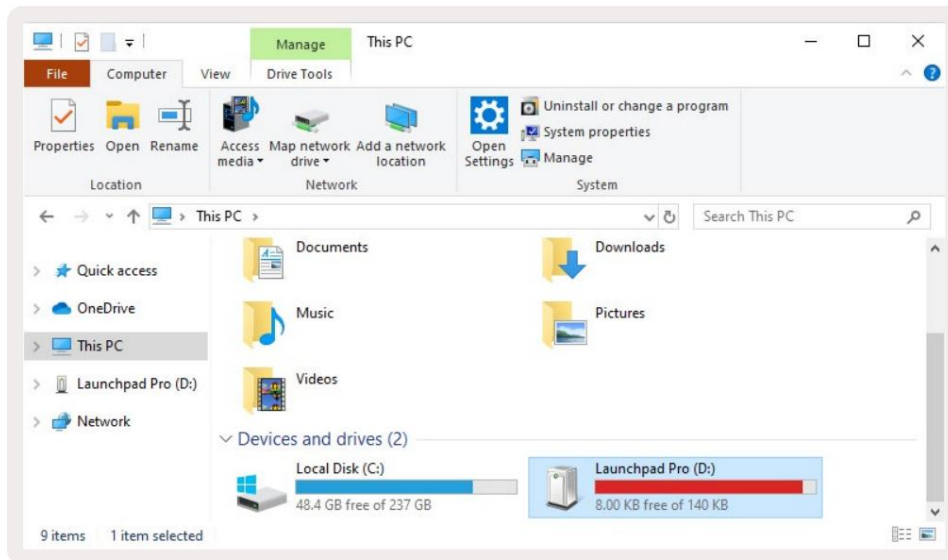 Manage This PC
File Computer View Drive Tools
Properties Open Rename Access media Map network drive Add a network location Open Settings Uninstall or change a program
System properties
Manage
Location Network System
This PC Search This PC
Quick access
OneDrive
This PC
Launchpad Pro (D:)
Network
Documents Downloads
Music Pictures
Videos
Devices and drives (2)
Local Disk (C:) Launchpad Pro (D:)
48.4 GB free of 237 GB 8.00 KB free of 140 KB
9 items 1 item selected